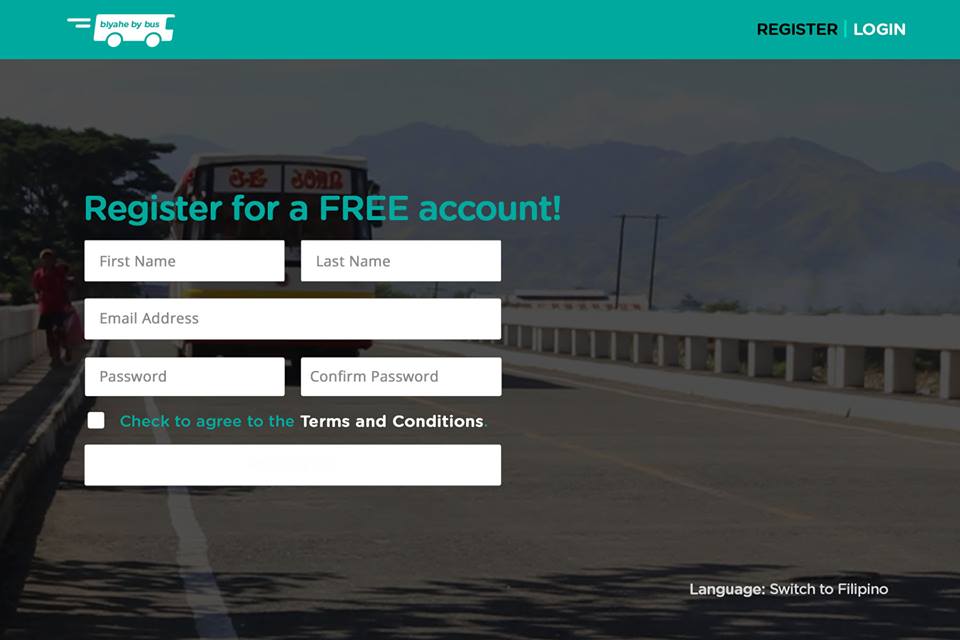 biyahe by bus
REGISTER | LOGIN
Register for a FREE account!
First Name
Last Name
Email Address
Password
Confirm Password
Check to agree to the Terms and Conditions.
Language: Switch to Filipino